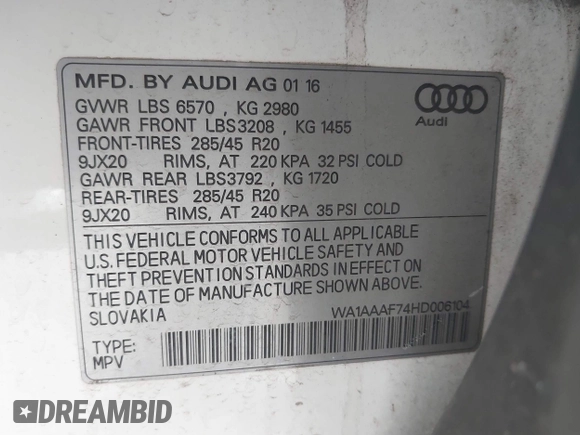 MFD. BY AUDI AG 01 16
GVWR LBS 6570 , KG 2980
GAWR FRONT LBS3208 , KG 1455
FRONT-TIRES 285/45 R20
9JX20 RIMS, AT 220 KPA 32 PSI COLD
GAWR REAR LBS3792 , KG 1720
REAR-TIRES 285/45 R20
9JX20 RIMS, AT 240 KPA 35 PSI COLD
Audi
THIS VEHICLE CONFORMS TO ALL APPLICABLE
U.S. FEDERAL MOTOR VEHICLE SAFETY AND
THEFT PREVENTION STANDARDS IN EFFECT ON
THE DATE OF MANUFACTURE SHOWN ABOVE.
SLOVAKIA
WA1AAAF74HD006104
TYPE:
MPV
DREAMBID